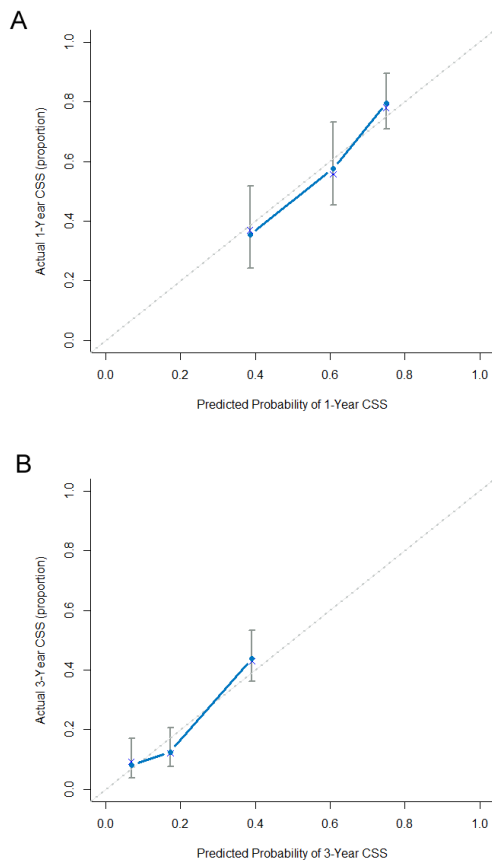 A
Actual 1-Year CSS (proportion)
1.0
0.8
0.6
0.4
0.2
0.0
0.0 0.2 0.4 0.6 0.8 1.0
Predicted Probability of 1-Year CSS
B
Actual 3-Year CSS (proportion)
1.0
0.8
0.6
0.4
0.2
0.0
0.0 0.2 0.4 0.6 0.8 1.0
Predicted Probability of 3-Year CSS